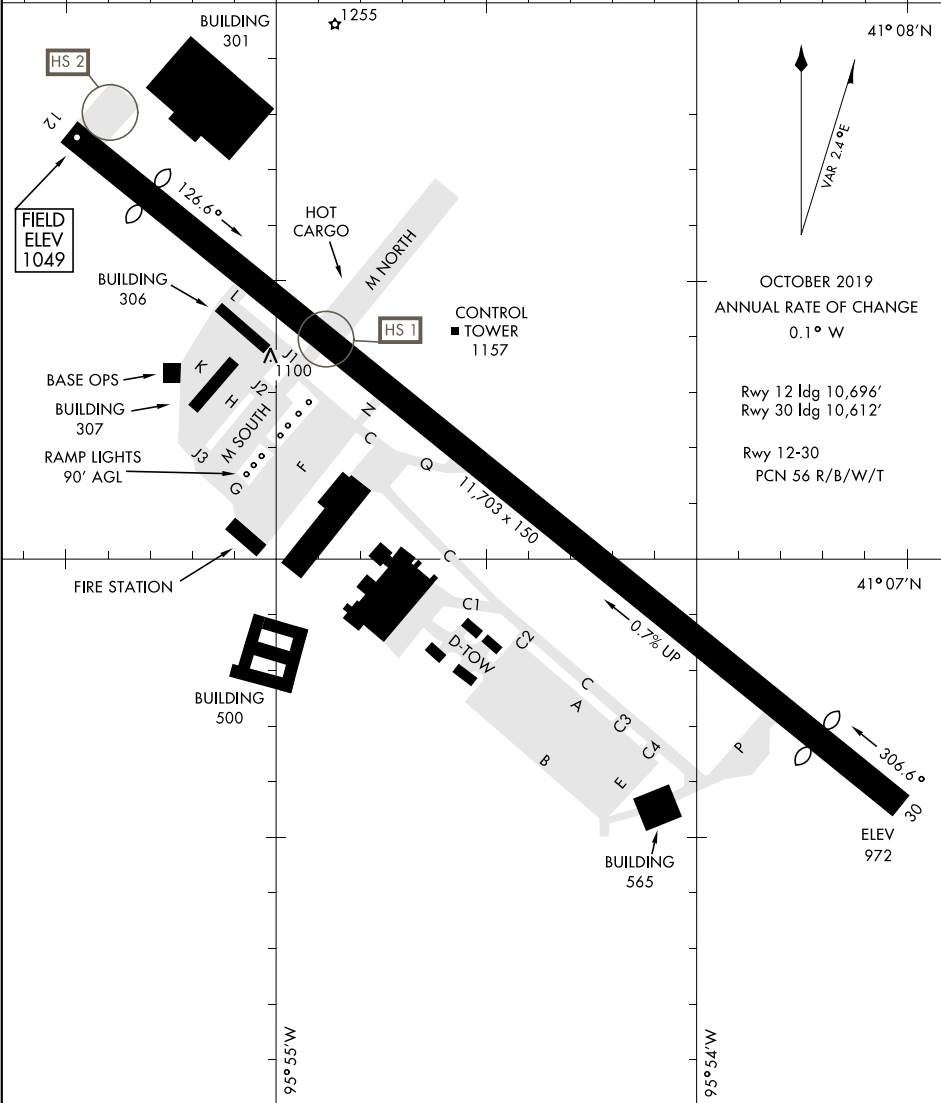 BUILDING
301
1255
41° 08'N
HS 2
12
VAR 2.4°E
126.6°
FIELD
ELEV
1049
HOT
CARGO
M NORTH
BUILDING
306
L
HS 1
CONTROL
TOWER
1157
OCTOBER 2019
ANNUAL RATE OF CHANGE
0.1° W
J1
1100
BASE OPS
K
J2
BUILDING
307
H
M SOUTH
N
C
Q
Rwy 12 ldg 10,696'
Rwy 30 ldg 10,612'
Rwy 12-30
PCN 56 R/B/W/T
J3
RAMP LIGHTS
90' AGL
G
F
11,703 x 150
FIRE STATION
C
41° 07'N
C1
C2
D-TOW
0.7% UP
BUILDING
500
C
A
C3
C4
B
E
P
306.6°
30
ELEV
972
BUILDING
565
95° 55'W
95° 54'W